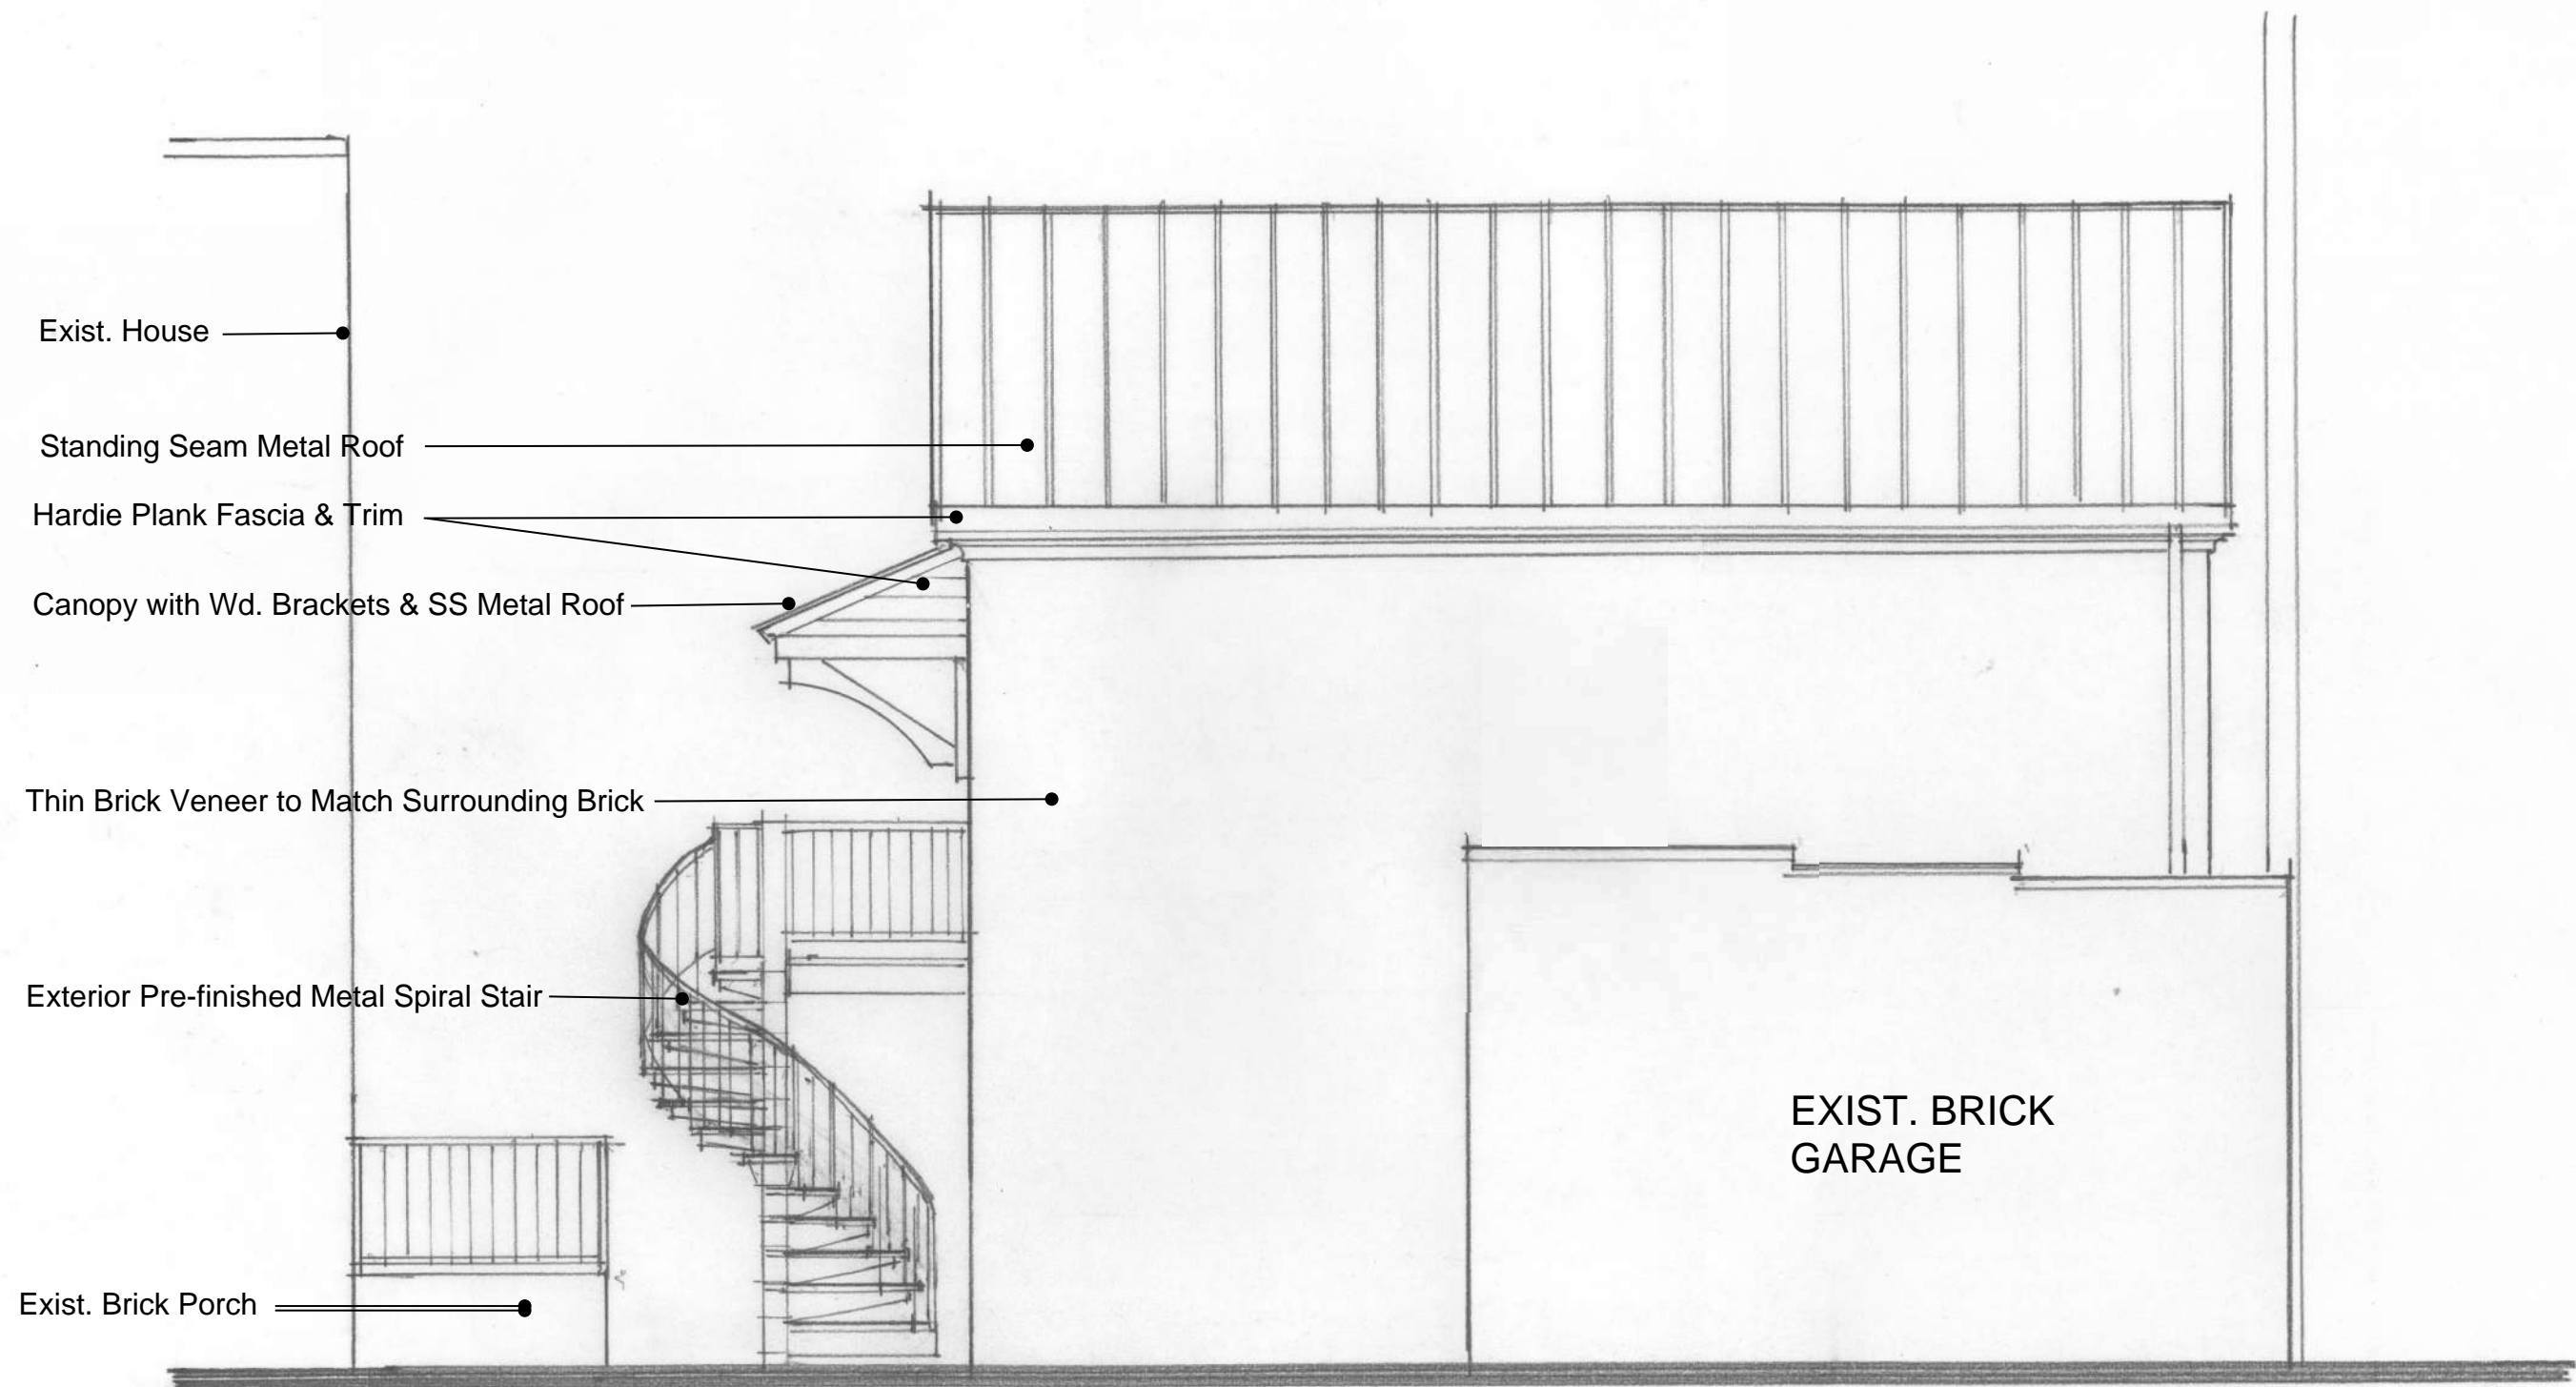 Exist. House
Standing Seam Metal Roof
Hardie Plank Fascia & Trim
Canopy with Wd. Brackets & SS Metal Roof
Thin Brick Veneer to Match Surrounding Brick
Exterior Pre-finished Metal Spiral Stair
EXIST. BRICK
GARAGE
Exist. Brick Porch